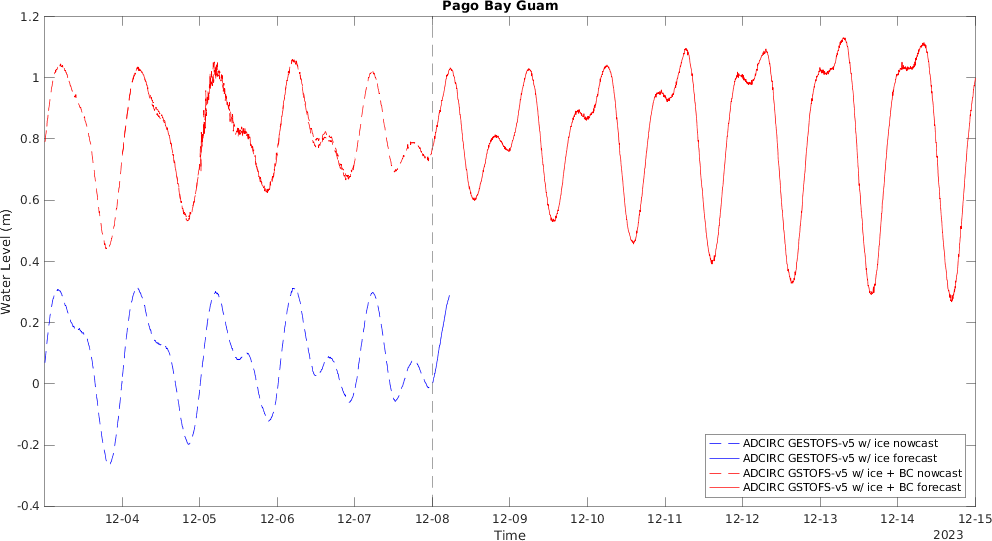 Pago Bay Guam
1.2
1
0.8
0.6
0.4
0.2
0
-0.2
-0.4
Water Level (m)
12-04 12-05 12-06 12-07 12-08 12-09 12-10 12-11 12-12 12-13 12-14 12-15
Time
2023
ADCIRC GESTOFS-v5 w/ ice nowcast
ADCIRC GESTOFS-v5 w/ ice forecast
ADCIRC GSTOFS-v5 w/ ice + BC nowcast
ADCIRC GSTOFS-v5 w/ ice + BC forecast